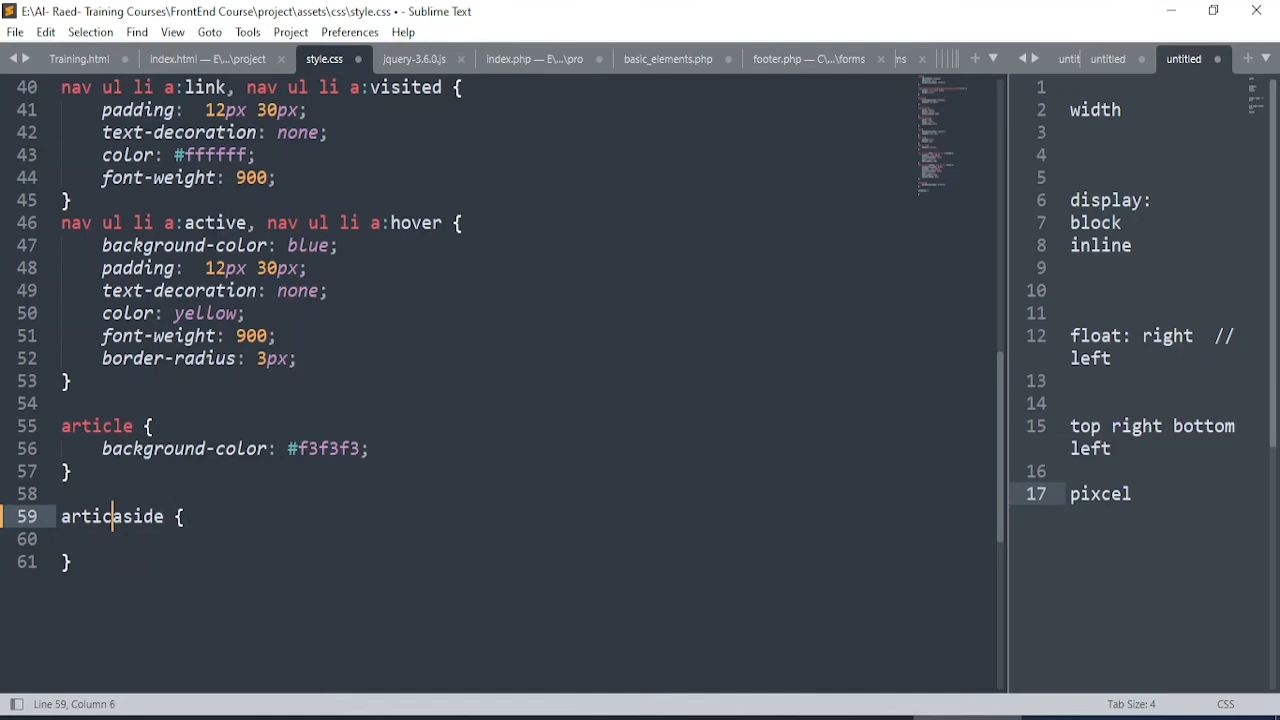 E:\AI- Raed- Training Courses\FrontEnd Course\project\assets\css\style.css • - Sublime Text
File Edit Selection Find View Goto Tools Project Preferences Help
Training.html index.html — E:\...\project style.css jquery-3.6.0.js index.php — E:\...\pro basic_elements.php footer.php — C:\...\forms ns untit untitled untitled
40 nav ul li a:link, nav ul li a:visited {
41 padding: 12px 30px;
42 text-decoration: none;
43 color: #ffffff;
44 font-weight: 900;
45 }
46 nav ul li a:active, nav ul li a:hover {
47 background-color: blue;
48 padding: 12px 30px;
49 text-decoration: none;
50 color: yellow;
51 font-weight: 900;
52 border-radius: 3px;
53 }
54
55 article {
56 background-color: #f3f3f3;
57 }
58
59 articaside {
60
61 }
1
2 width
3
4
5
6 display:
7 block
8 inline
9
10
11
12 float: right //
left
13
14
15 top right bottom
left
16
17 pixcel
Line 59, Column 6
Tab Size: 4
CSS